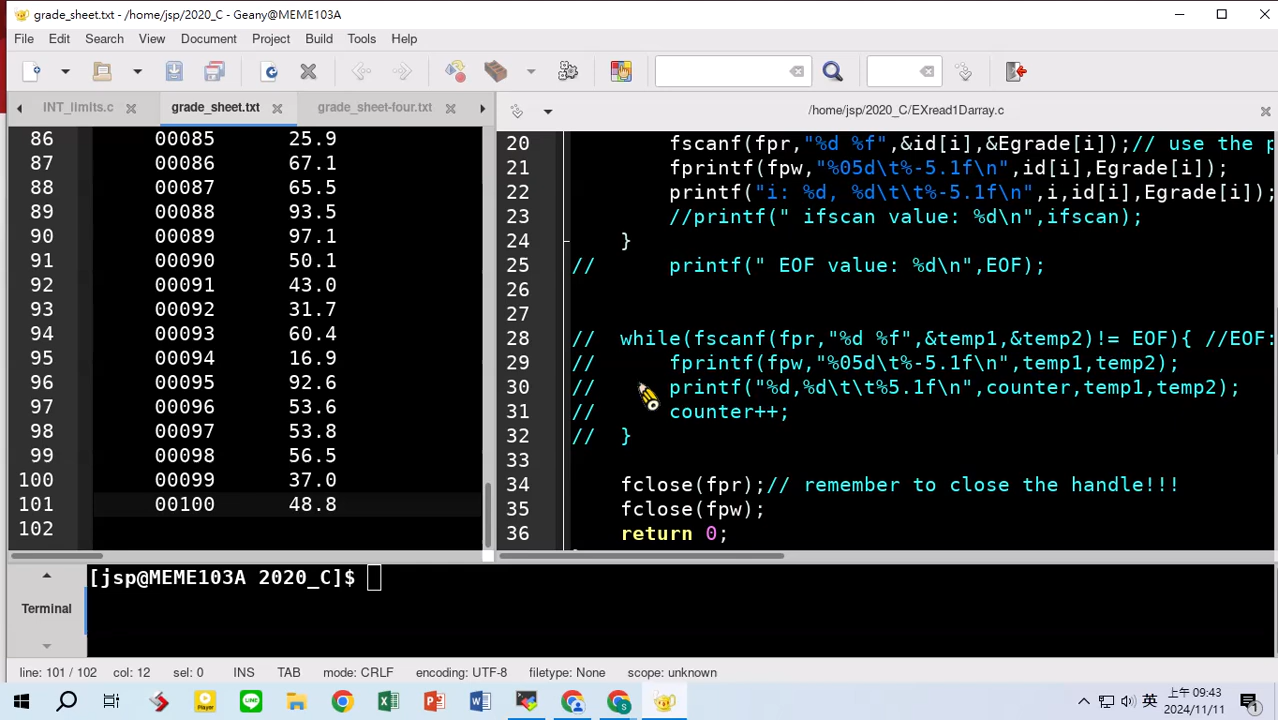 grade_sheet.txt - /home/jsp/2020_C - Geany@MEME103A
File Edit Search View Document Project Build Tools Help
INT_limits.c grade_sheet.txt grade_sheet-four.txt
86 00085 25.9
87 00086 67.1
88 00087 65.5
89 00088 93.5
90 00089 97.1
91 00090 50.1
92 00091 43.0
93 00092 31.7
94 00093 60.4
95 00094 16.9
96 00095 92.6
97 00096 53.6
98 00097 53.8
99 00098 56.5
100 00099 37.0
101 00100 48.8
102
/home/jsp/2020_C/EXread1Darray.c
20 fscanf(fpr,"%d %f",&id[i],&Egrade[i]);// use the p
21 fprintf(fpw,"%05d\t%-5.1f\n",id[i],Egrade[i]);
22 printf("i: %d, %d\t\t%-5.1f\n",i,id[i],Egrade[i]);
23 //printf(" ifscan value: %d\n",ifscan);
24 }
25 // printf(" EOF value: %d\n",EOF);
26
27
28 // while(fscanf(fpr,"%d %f",&temp1,&temp2)!= EOF){ //EOF:
29 // fprintf(fpw,"%05d\t%-5.1f\n",temp1,temp2);
30 // printf("%d,%d\t\t%5.1f\n",counter,temp1,temp2);
31 // counter++;
32 // }
33
34 fclose(fpr);// remember to close the handle!!!
35 fclose(fpw);
36 return 0;
Terminal
[jsp@MEME103A 2020_C]$
line: 101 / 102 col: 12 sel: 0 INS TAB mode: CRLF encoding: UTF-8 filetype: None scope: unknown
英 上午 09:43
2024/11/11